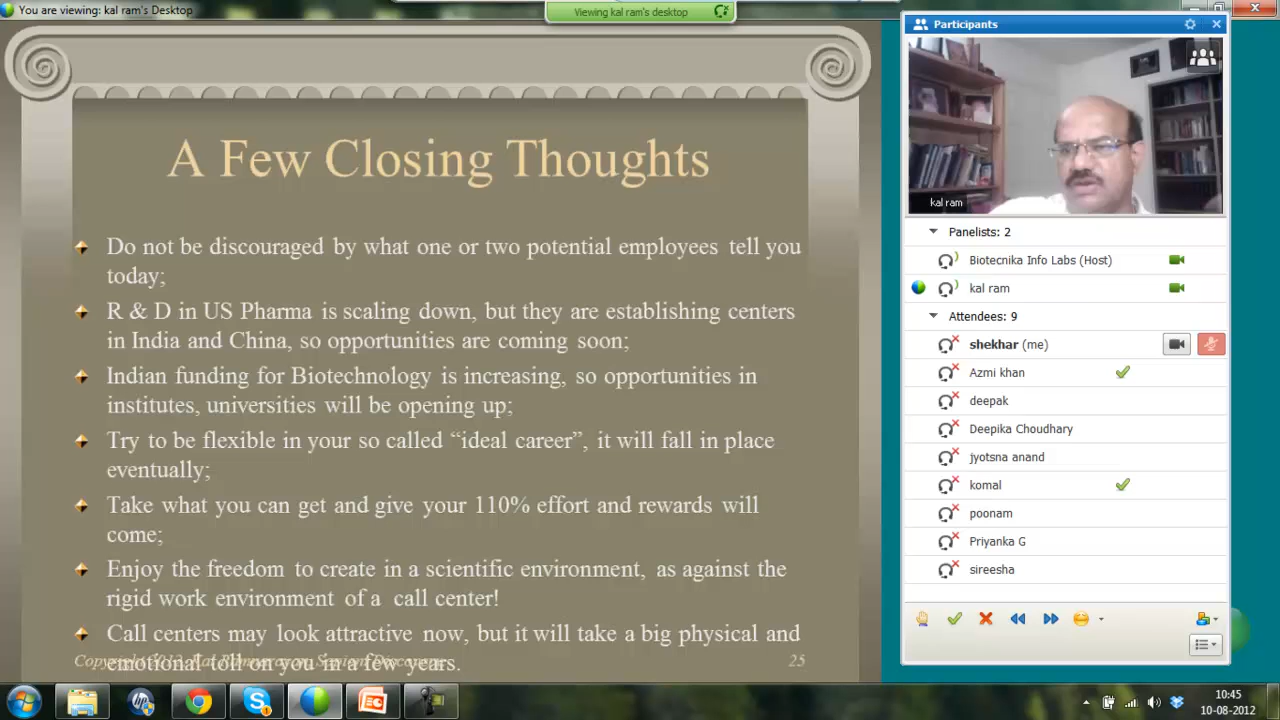 You are viewing: kal ram's Desktop
Viewing kal ram's desktop
Participants
A Few Closing Thoughts
Do not be discouraged by what one or two potential employees tell you
today;
R & D in US Pharma is scaling down, but they are establishing centers
in India and China, so opportunities are coming soon;
Indian funding for Biotechnology is increasing, so opportunities in
institutes, universities will be opening up;
Try to be flexible in your so called “ideal career”, it will fall in place
eventually;
Take what you can get and give your 110% effort and rewards will
come;
Enjoy the freedom to create in a scientific environment, as against the
rigid work environment of a call center!
Call centers may look attractive now, but it will take a big physical and
emotional toll on you in a few years.
Copyright 2012, Kal
25
kal ram
Panelists: 2
Biotecnika Info Labs (Host)
kal ram
Attendees: 9
shekhar (me)
Azmi khan
deepak
Deepika Choudhary
jyotsna anand
komal
poonam
Priyanka G
sireesha
10:45
10-08-2012